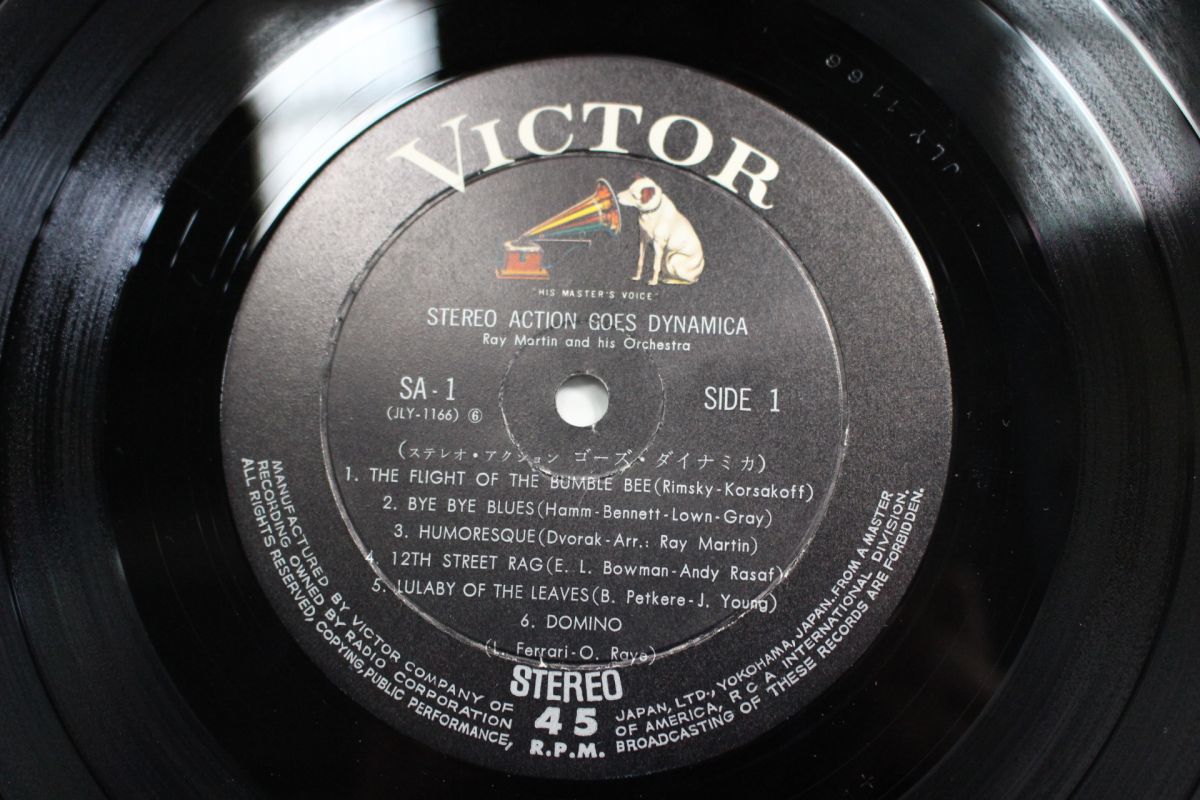 VICTOR
"HIS MASTER'S VOICE"
STEREO ACTION GOES DYNAMICA
Ray Martin and his Orchestra
SA-1
(JLY-1166) ⑥
SIDE 1
(ステレオ・アクション ゴーズ・ダイナミカ)
1. THE FLIGHT OF THE BUMBLE BEE(Rimsky-Korsakoff)
2. BYE BYE BLUES(Hamm-Bennett-Lown-Gray)
3. HUMORESQUE(Dvorak-Arr.: Ray Martin)
4. 12TH STREET RAG(E. L. Bowman-Andy Rasaf)
5. LULABY OF THE LEAVES(B. Petkere-J. Young)
6. DOMINO
(L. Ferrari-O. Raye)
STEREO
45
R.P.M.
MANUFACTURED BY VICTOR COMPANY OF JAPAN, LTD., YOKOHAMA, JAPAN. FROM A MASTER
RECORDING OWNED BY RADIO CORPORATION OF AMERICA, R C A INTERNATIONAL DIVISION.
ALL RIGHTS RESERVED, COPYING, PUBLIC PERFORMANCE, BROADCASTING OF THESE RECORDS ARE FORBIDDEN.
JLY 1166